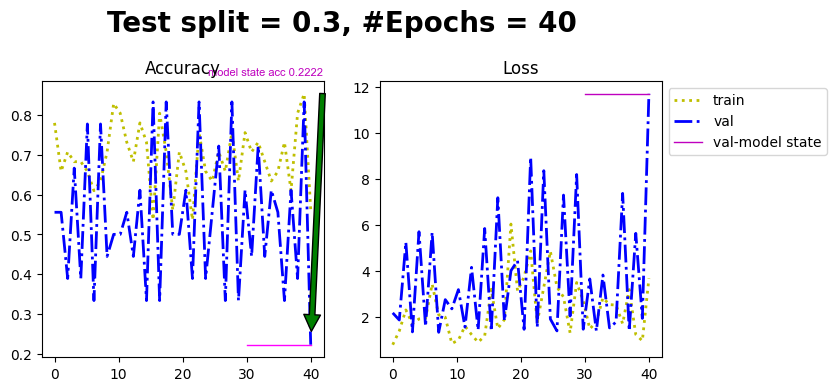 Test split = 0.3, #Epochs = 40
Accuracy
model state acc 0.2222
0.8
0.7
0.6
0.5
0.4
0.3
0.2
0 10 20 30 40
Loss
12
10
8
6
4
2
0 10 20 30 40
train
val
val-model state